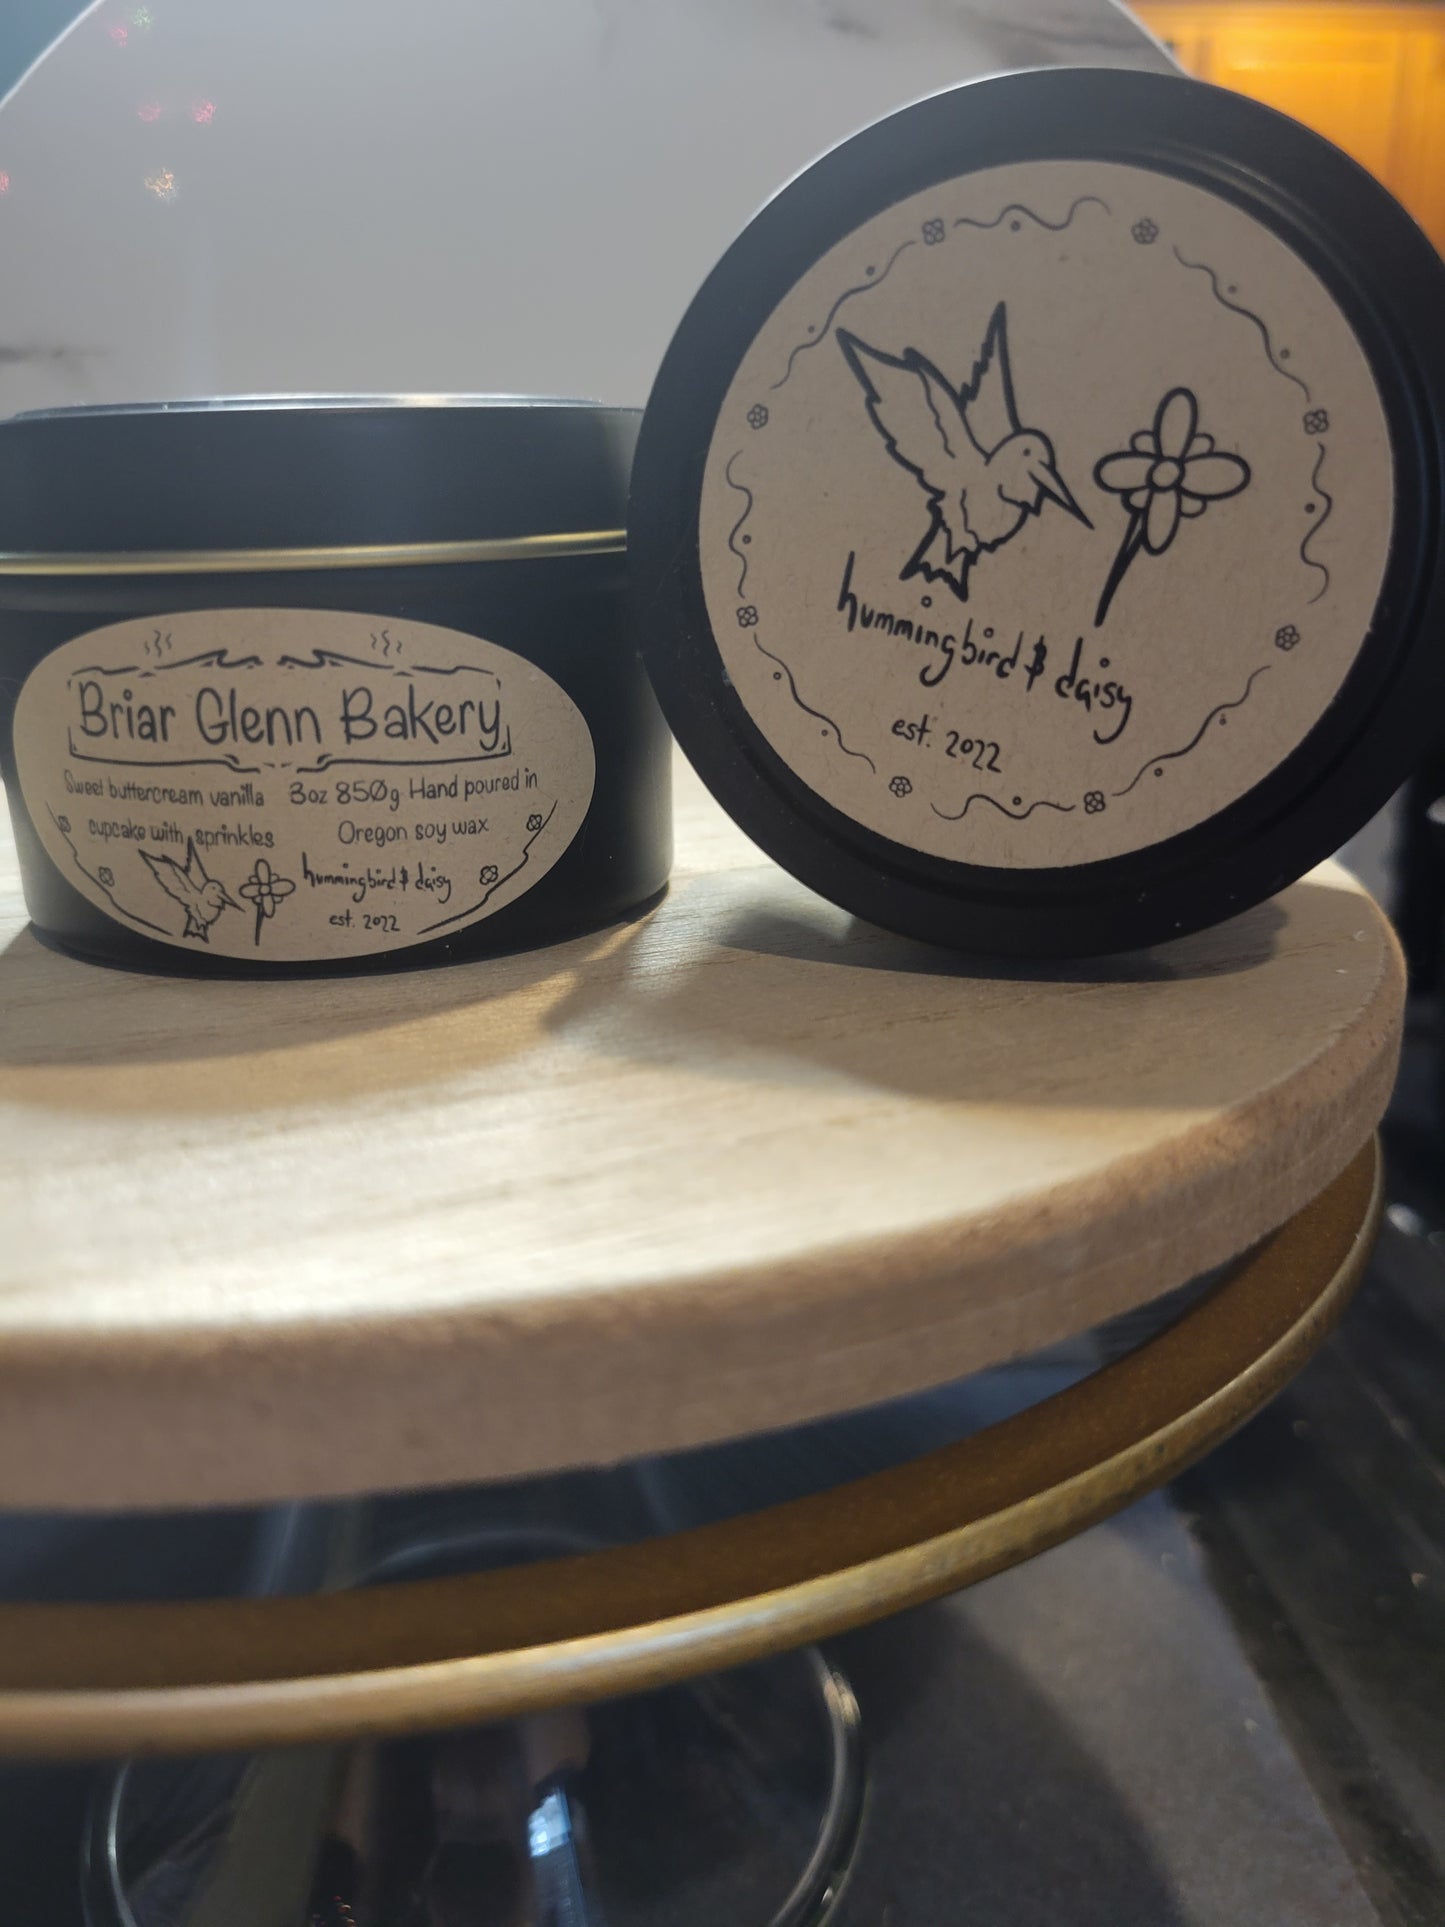 Briar Glenn Bakery
Sweet buttercream vanilla
cupcake with sprinkles
3oz 850g Hand poured in
Oregon soy wax
hummingbird & daisy
est. 2022
hummingbird & daisy
est. 2022